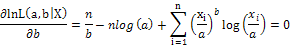 ∂lnL(a,b|X)/∂b = n/b - nlog(a) + ∑_{i=1}^{n} (x_i/a)^b log(x_i/a) = 0